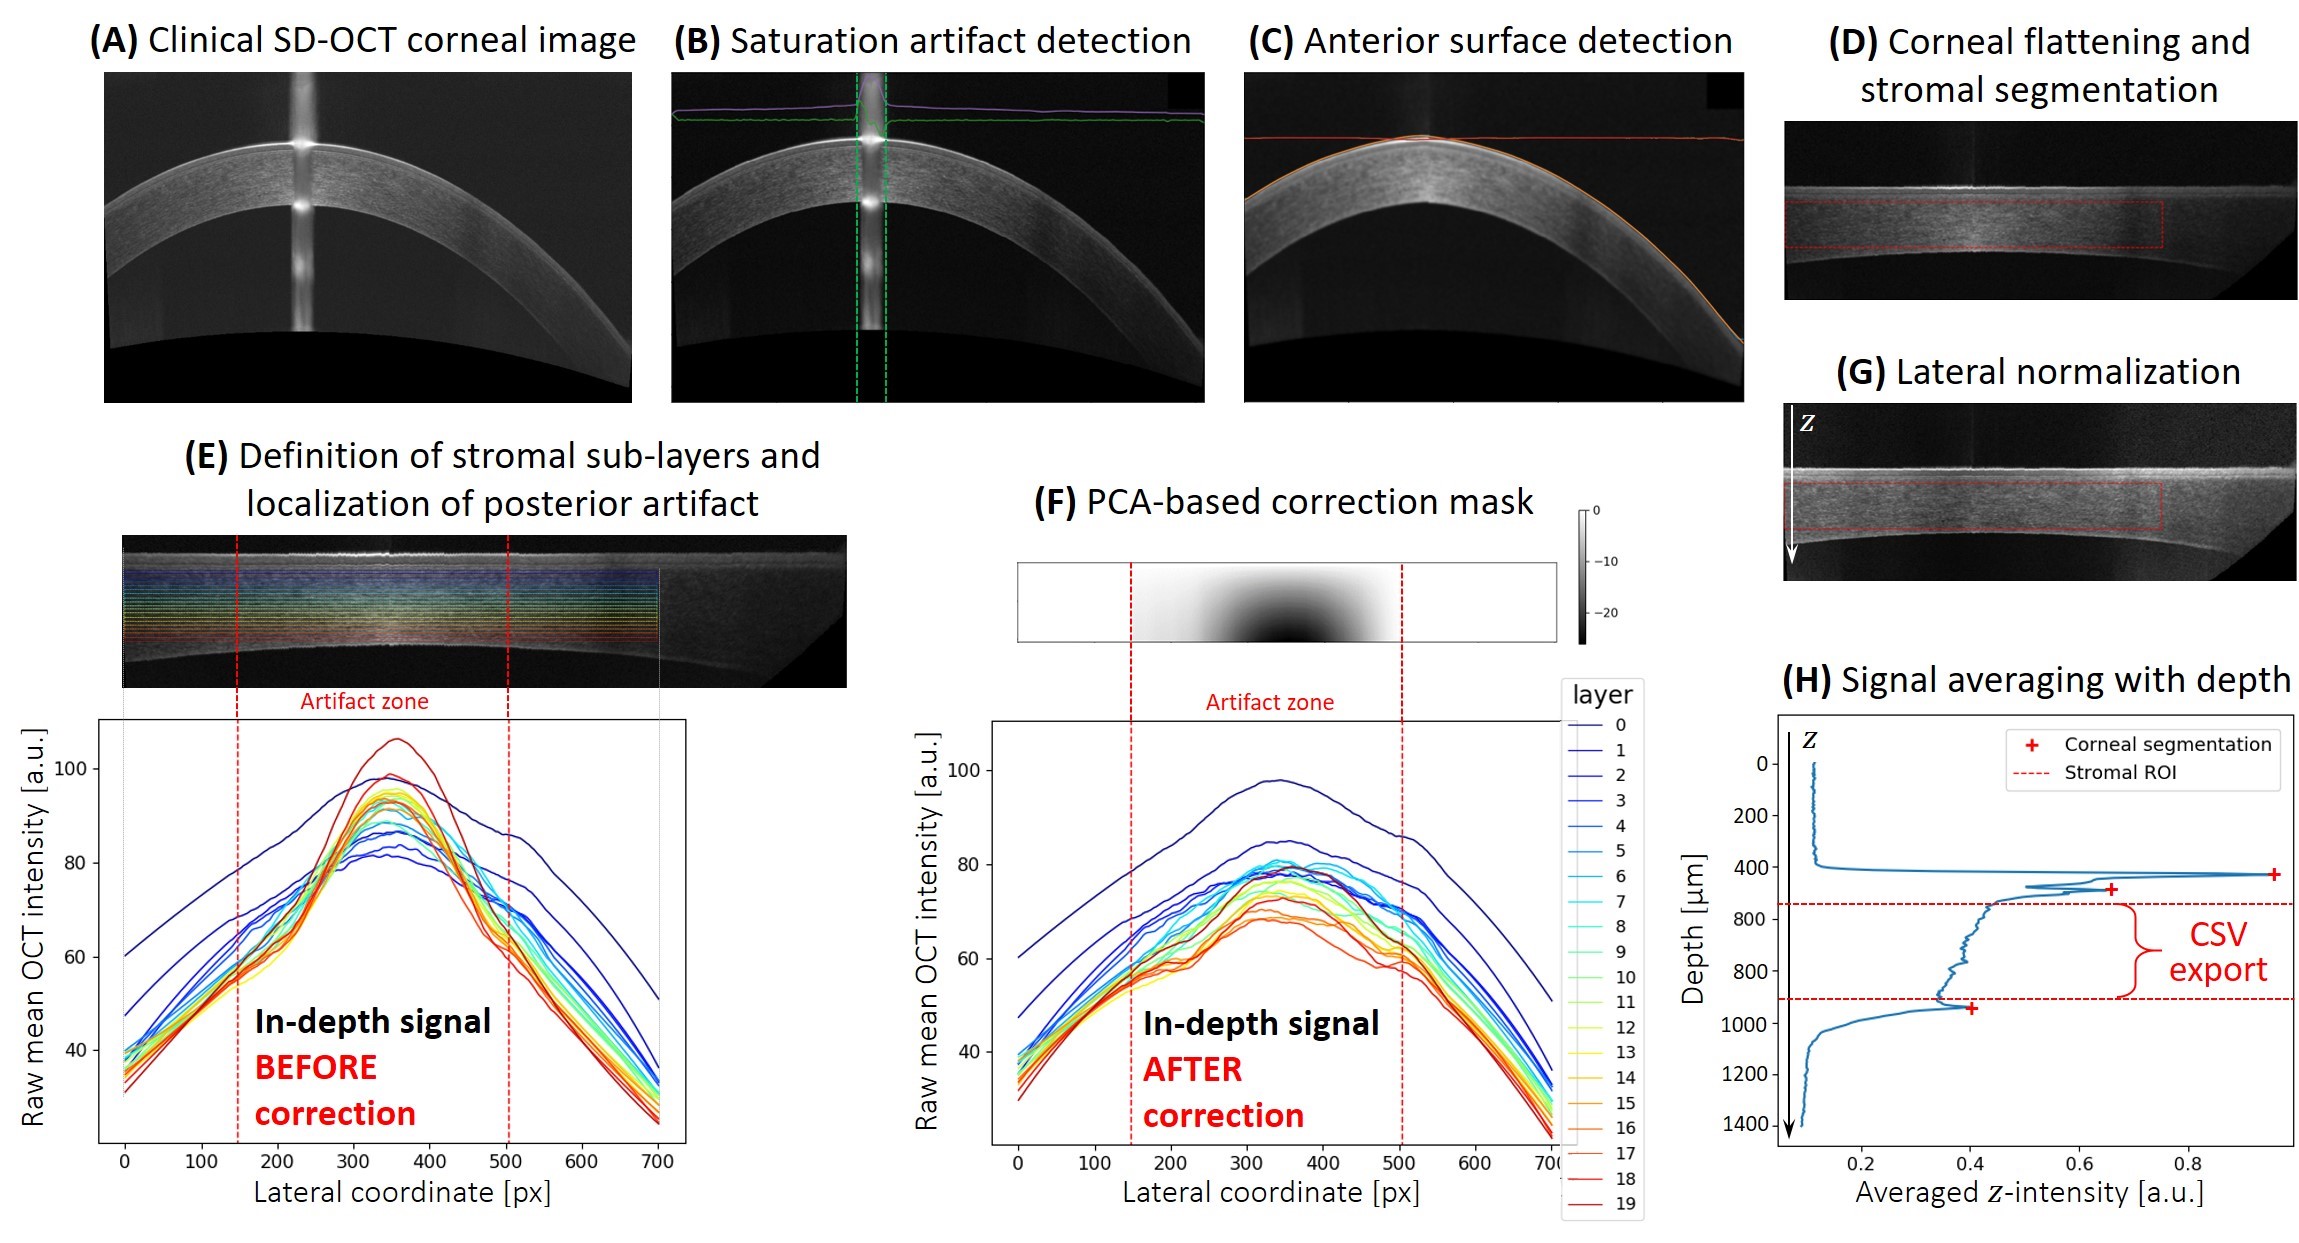 (A) Clinical SD-OCT corneal image
(B) Saturation artifact detection
(C) Anterior surface detection
(D) Corneal flattening and
stromal segmentation
(G) Lateral normalization
z
(E) Definition of stromal sub-layers and
localization of posterior artifact
Artifact zone
Raw mean OCT intensity [a.u.]
100
80
60
40
In-depth signal
BEFORE
correction
0 100 200 300 400 500 600 700
Lateral coordinate [px]
(F) PCA-based correction mask
0
−10
−20
Artifact zone
Raw mean OCT intensity [a.u.]
100
80
60
40
In-depth signal
AFTER
correction
0 100 200 300 400 500 600 700
Lateral coordinate [px]
layer
0
1
2
3
4
5
6
7
8
9
10
11
12
13
14
15
16
17
18
19
(H) Signal averaging with depth
z
Corneal segmentation
Stromal ROI
Depth [µm]
0
200
400
800
800
1000
1200
1400
CSV
export
0.2 0.4 0.6 0.8
Averaged z-intensity [a.u.]